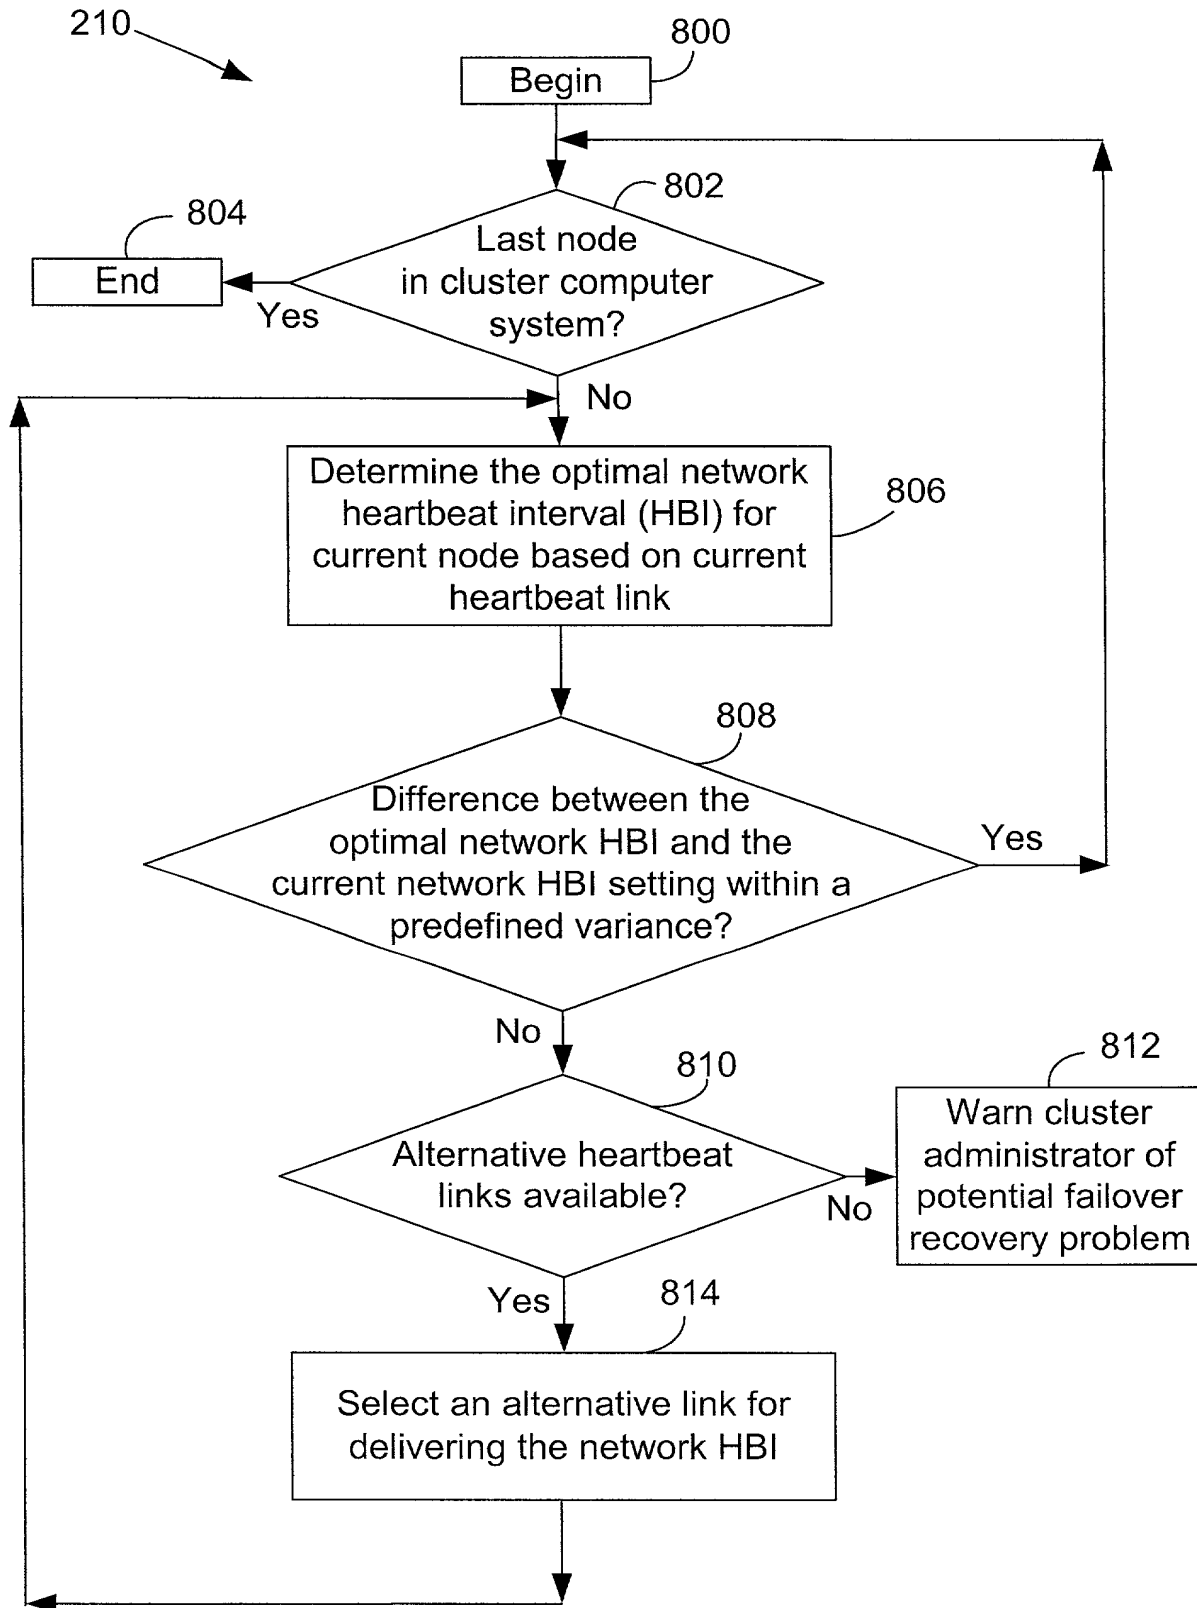 210
800
Begin
802
804
Last node
in cluster computer
system?
End
Yes
No
Determine the optimal network
heartbeat interval (HBI) for
current node based on current
heartbeat link
806
808
Difference between the
optimal network HBI and the
current network HBI setting within a
predefined variance?
Yes
No
810
812
Alternative heartbeat
links available?
No
Warn cluster
administrator of
potential failover
recovery problem
Yes
814
Select an alternative link for
delivering the network HBI